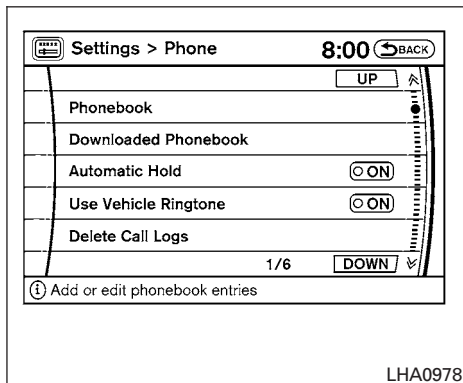 Settings > Phone 8:00 BACK
UP
Phonebook
Downloaded Phonebook
Automatic Hold ON
Use Vehicle Ringtone ON
Delete Call Logs
1/6 DOWN
i Add or edit phonebook entries
LHA0978